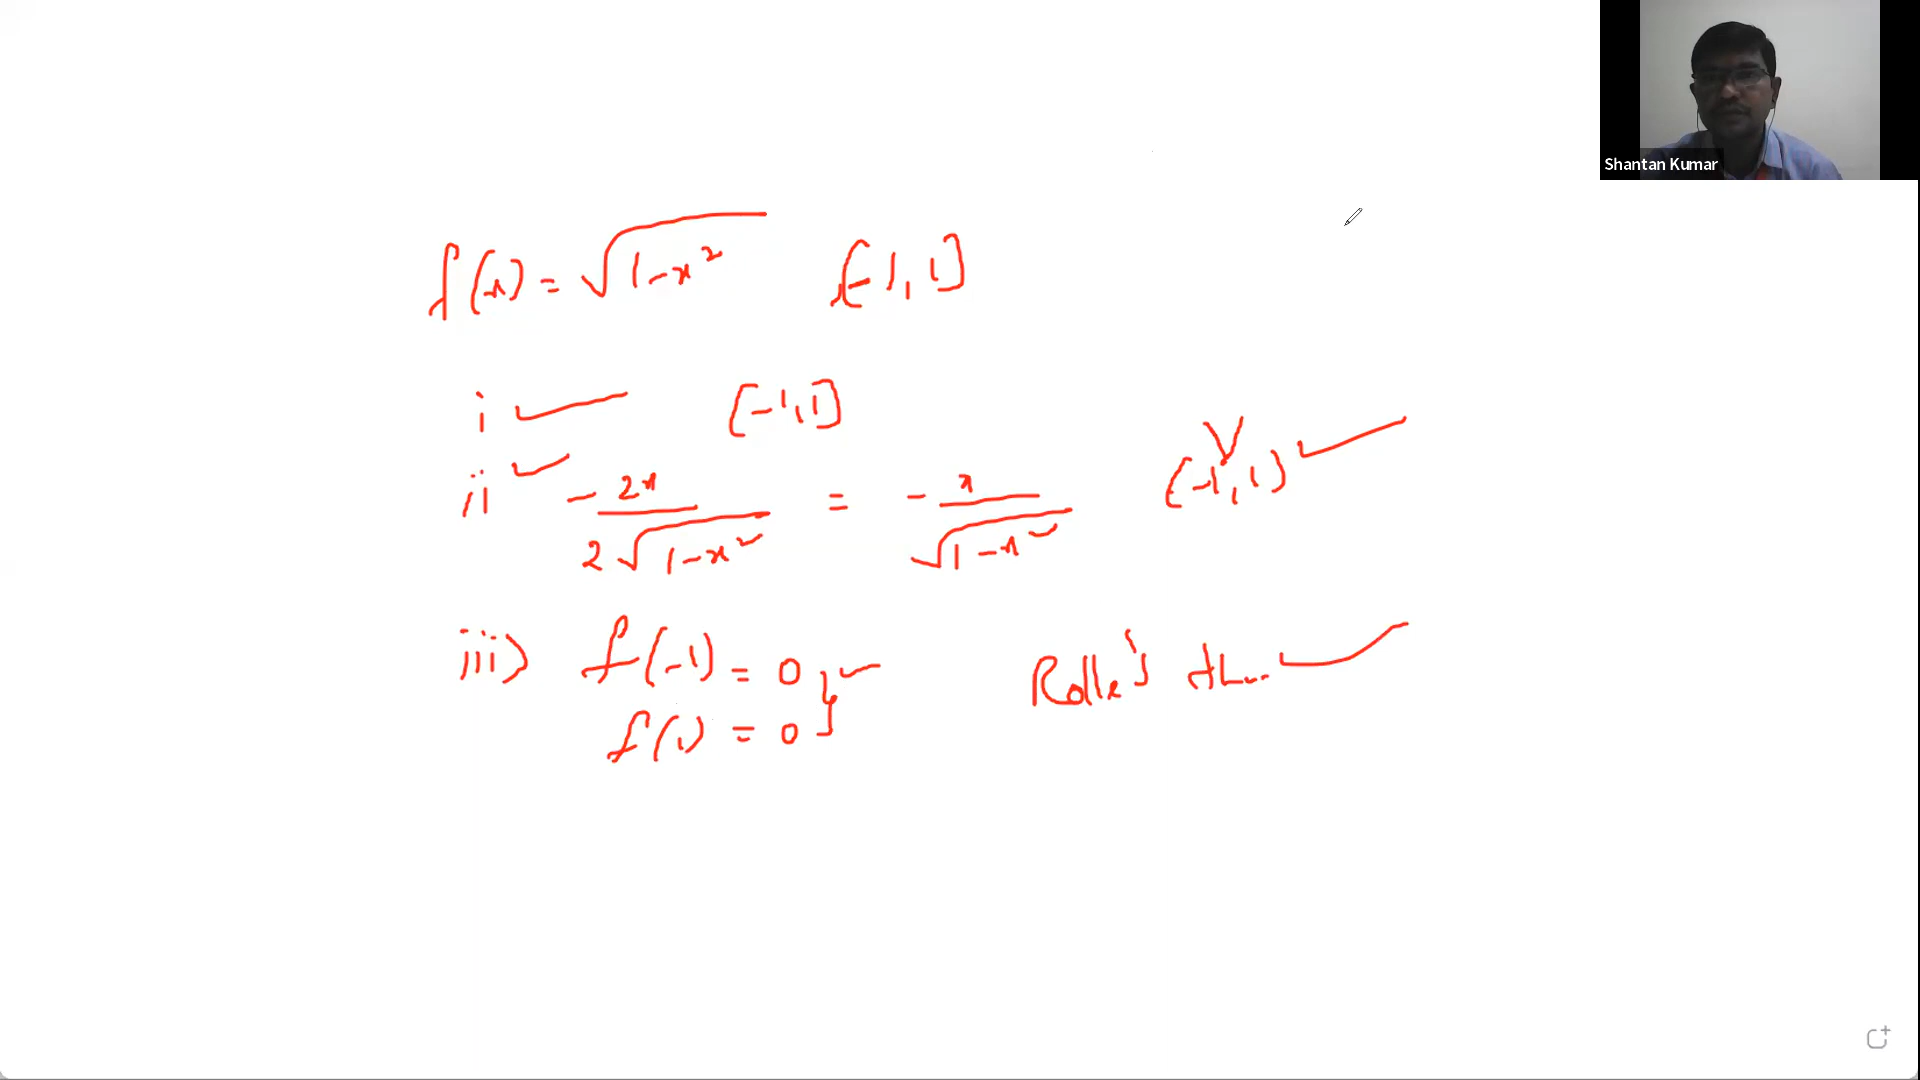 Shantan Kumar
f(x) = √(1-x²) [-1, 1]
i ✓ [-1, 1]
ii ✓ - 2x / 2√(1-x²) = - x / √(1-x²) ∀ (-1, 1) ✓
iii) f(-1) = 0
f(1) = 0 } ✓ Rolle's thm. ✓